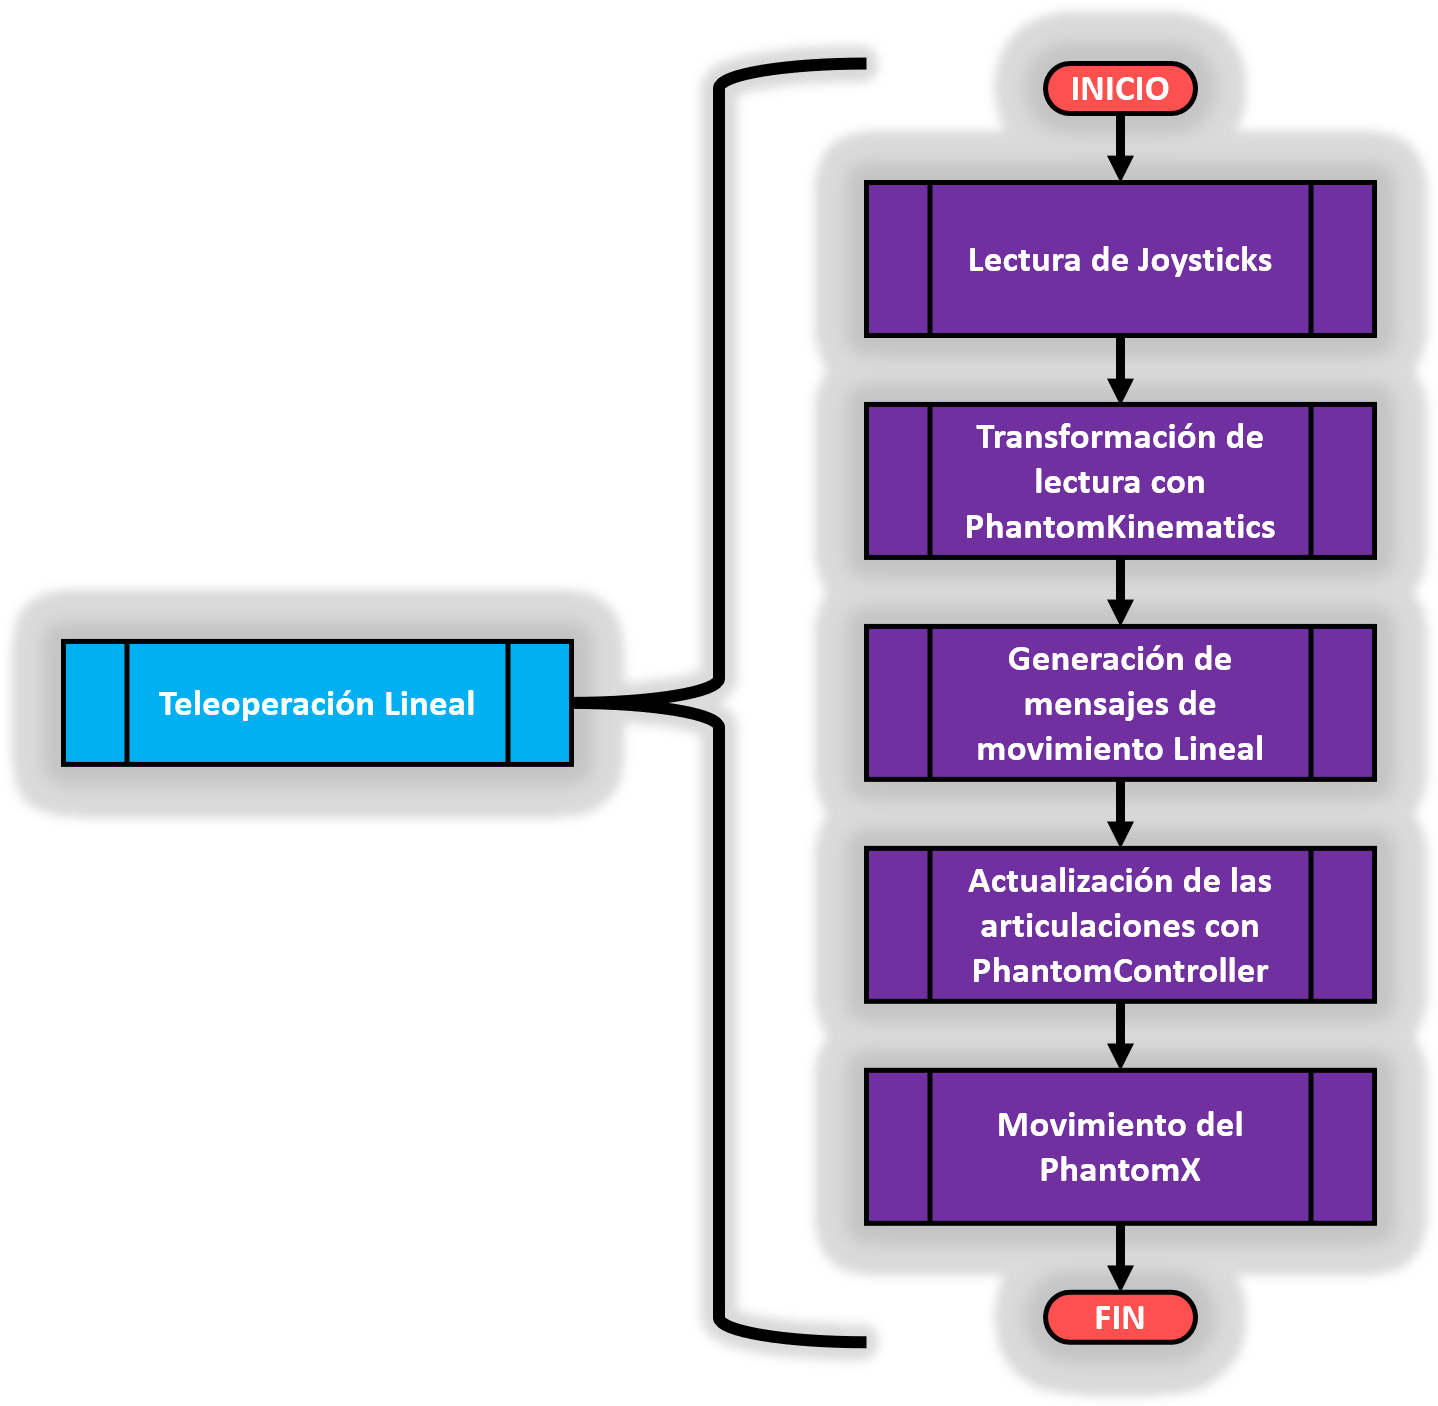 Teleoperación Lineal
INICIO
Lectura de Joysticks
Transformación de
lectura con
PhantomKinematics
Generación de
mensajes de
movimiento Lineal
Actualización de las
articulaciones con
PhantomController
Movimiento del
PhantomX
FIN